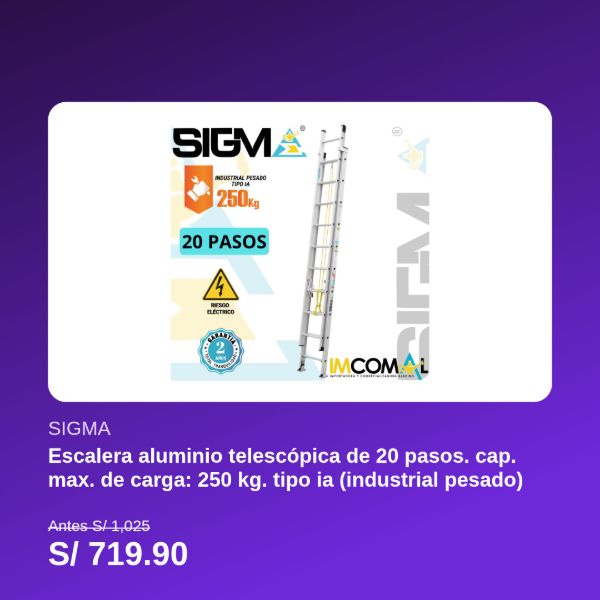 SIGMA
INDUSTRIAL PESADO
TIPO IA
250Kg
20 PASOS
RIESGO
ELÉCTRICO
GARANTIA
2
AÑOS
SIGMA
IMCOMAL
SIGMA
Escalera aluminio telescópica de 20 pasos. cap.
max. de carga: 250 kg. tipo ia (industrial pesado)
Antes S/ 1,025
S/ 719.90